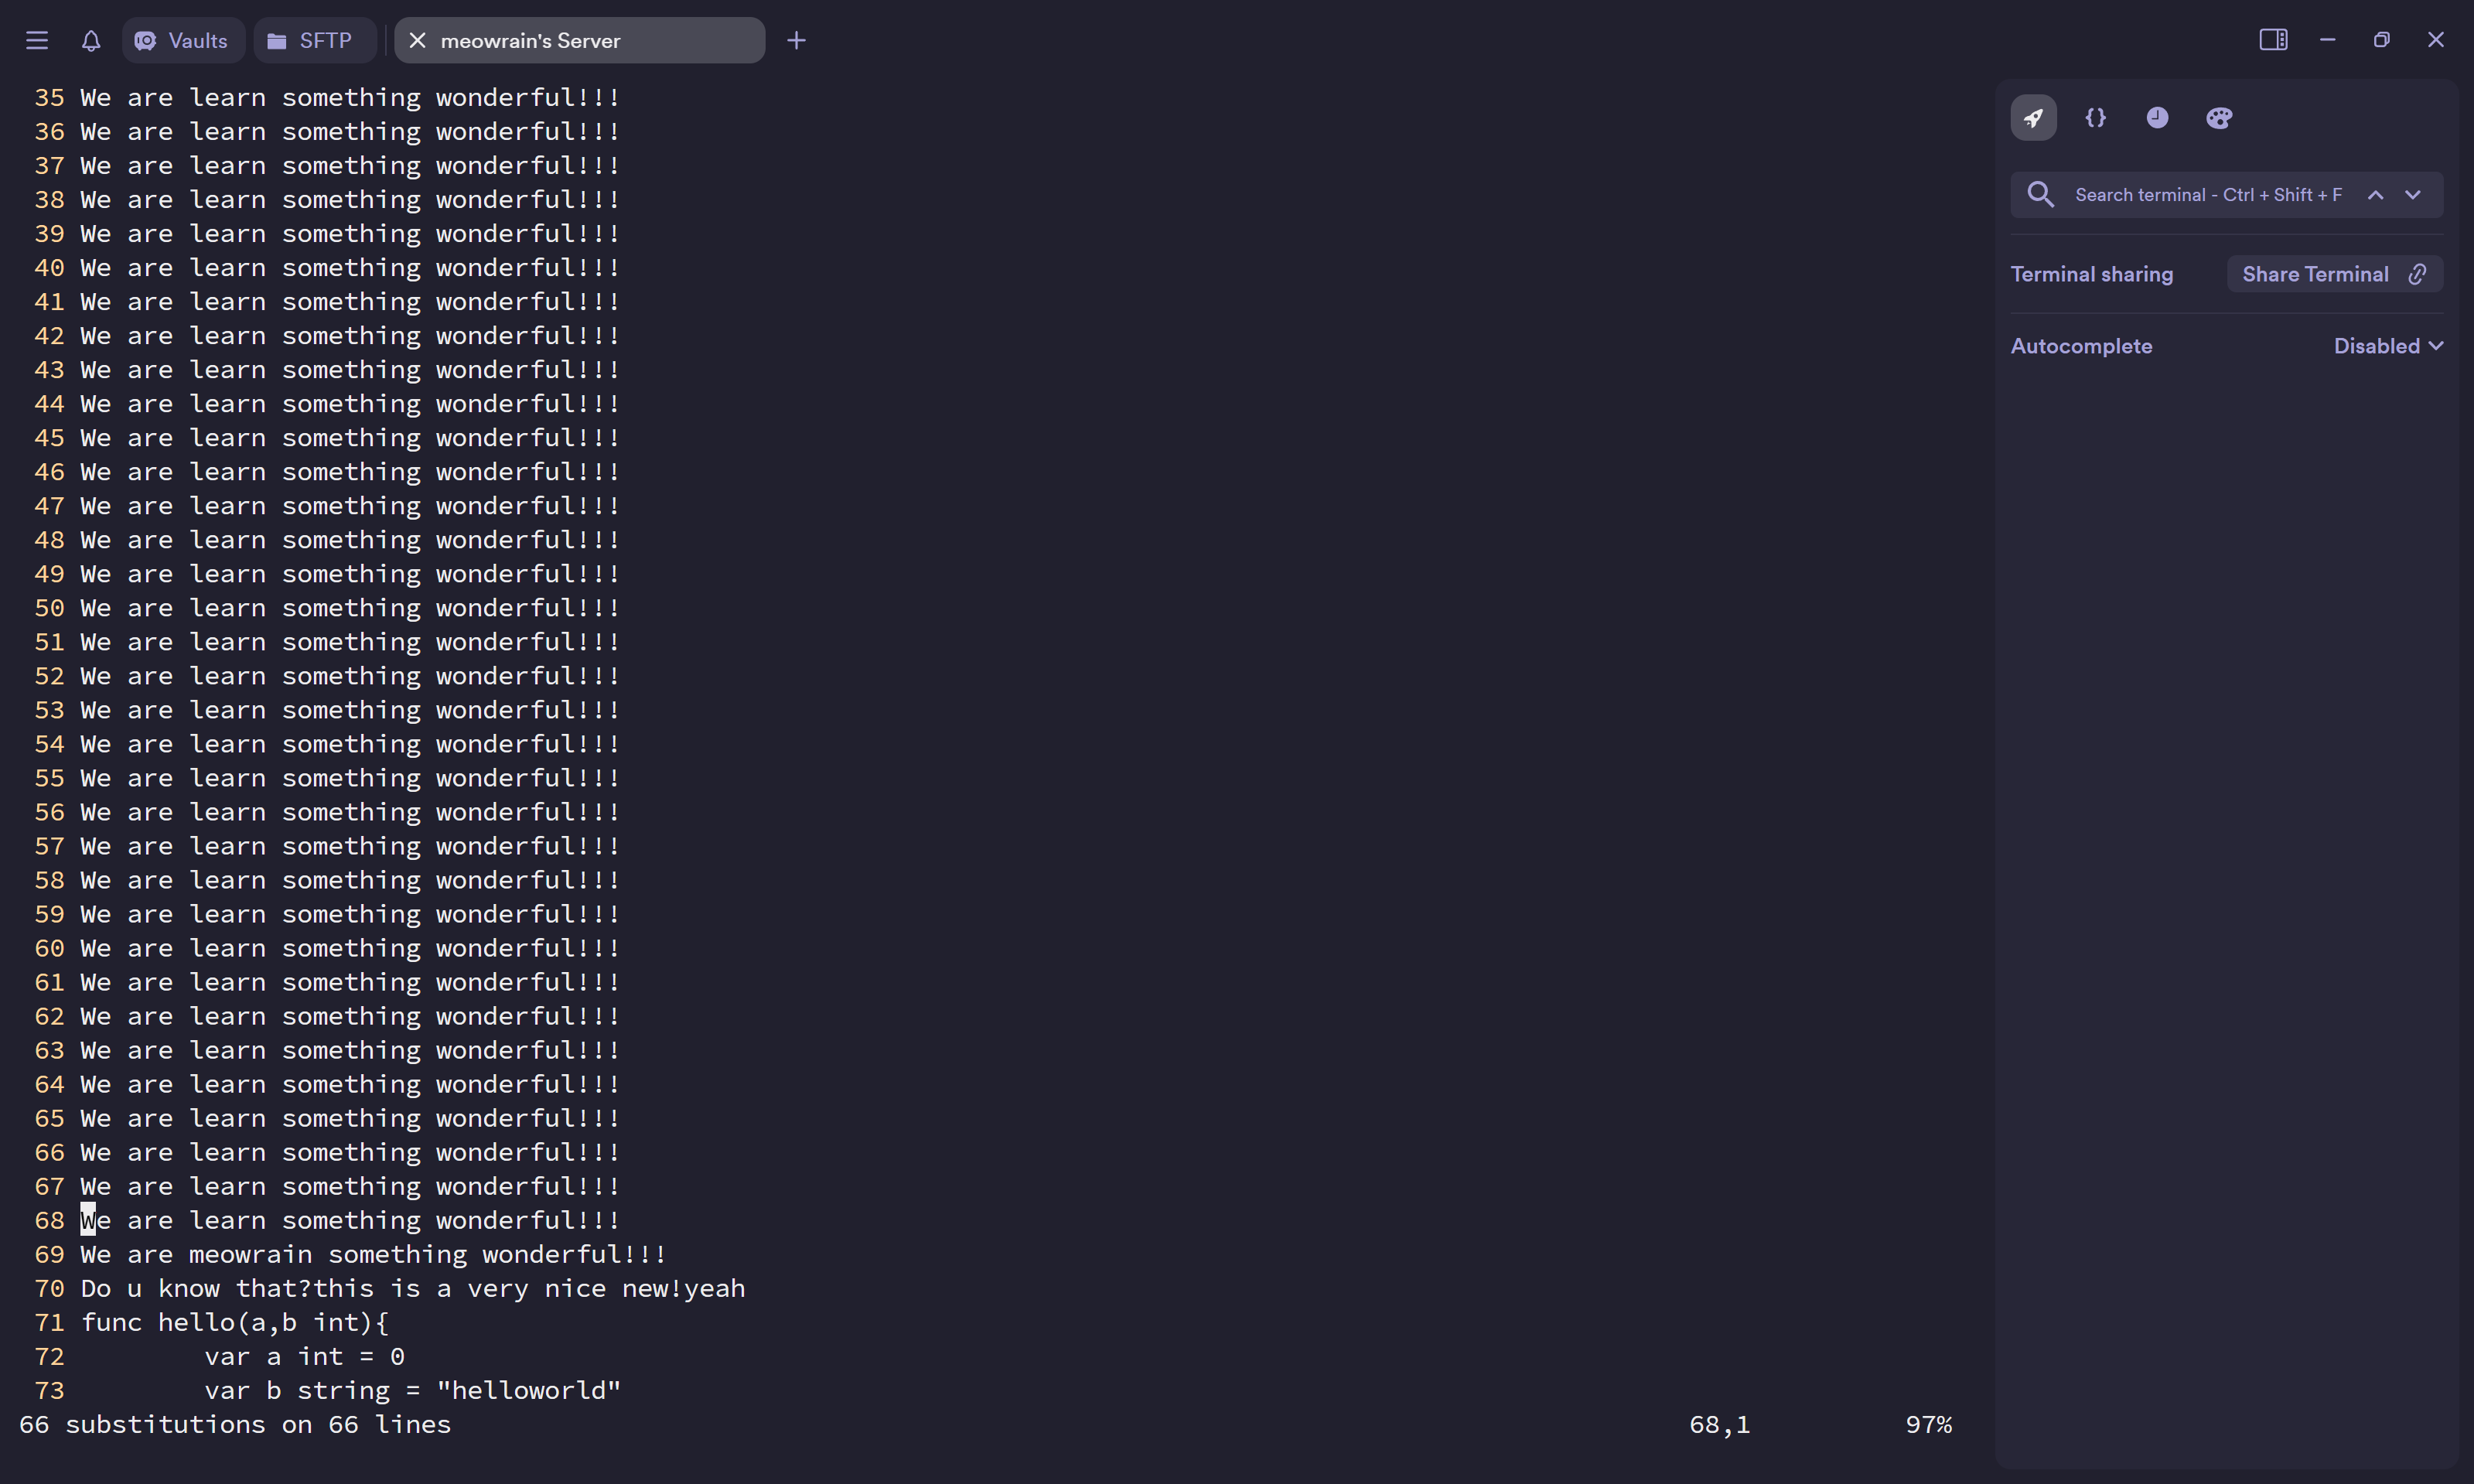 Vaults SFTP meowrain's Server
35 We are learn something wonderful!!!
36 We are learn something wonderful!!!
37 We are learn something wonderful!!!
38 We are learn something wonderful!!!
39 We are learn something wonderful!!!
40 We are learn something wonderful!!!
41 We are learn something wonderful!!!
42 We are learn something wonderful!!!
43 We are learn something wonderful!!!
44 We are learn something wonderful!!!
45 We are learn something wonderful!!!
46 We are learn something wonderful!!!
47 We are learn something wonderful!!!
48 We are learn something wonderful!!!
49 We are learn something wonderful!!!
50 We are learn something wonderful!!!
51 We are learn something wonderful!!!
52 We are learn something wonderful!!!
53 We are learn something wonderful!!!
54 We are learn something wonderful!!!
55 We are learn something wonderful!!!
56 We are learn something wonderful!!!
57 We are learn something wonderful!!!
58 We are learn something wonderful!!!
59 We are learn something wonderful!!!
60 We are learn something wonderful!!!
61 We are learn something wonderful!!!
62 We are learn something wonderful!!!
63 We are learn something wonderful!!!
64 We are learn something wonderful!!!
65 We are learn something wonderful!!!
66 We are learn something wonderful!!!
67 We are learn something wonderful!!!
68 We are learn something wonderful!!!
69 We are meowrain something wonderful!!!
70 Do u know that?this is a very nice new!yeah
71 func hello(a,b int){
72         var a int = 0
73         var b string = "helloworld"
66 substitutions on 66 lines 68,1 97%
Search terminal - Ctrl + Shift + F
Terminal sharing Share Terminal
Autocomplete Disabled